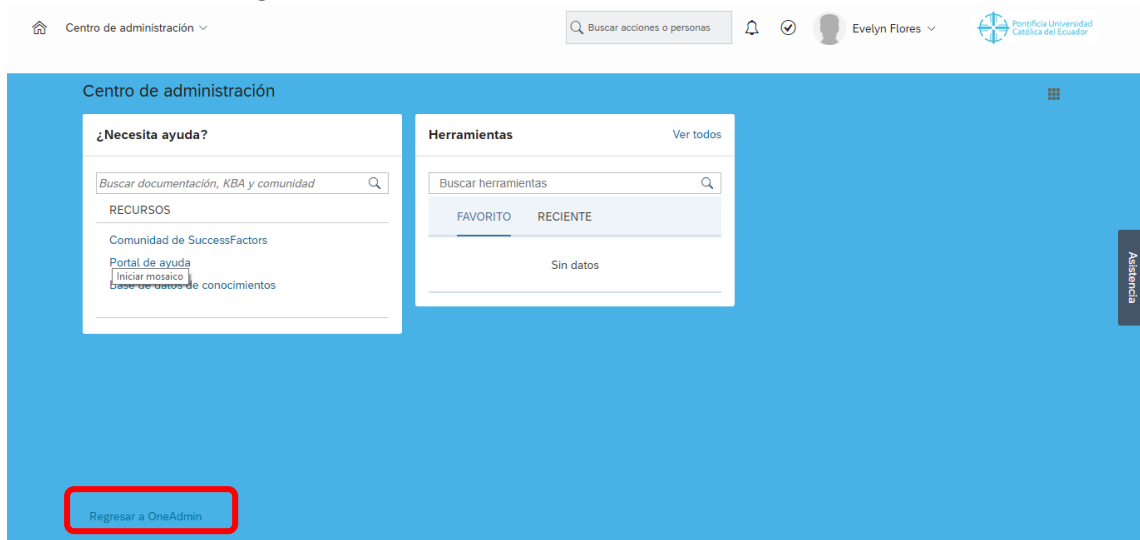 Centro de administración
Buscar acciones o personas
Evelyn Flores
Pontificia Universidad
Católica del Ecuador
Centro de administración
¿Necesita ayuda?
Buscar documentación, KBA y comunidad
RECURSOS
Comunidad de SuccessFactors
Portal de ayuda
Iniciar mosaico
Base de datos de conocimientos
Herramientas
Ver todos
Buscar herramientas
FAVORITO RECIENTE
Sin datos
Asistencia
Regresar a OneAdmin